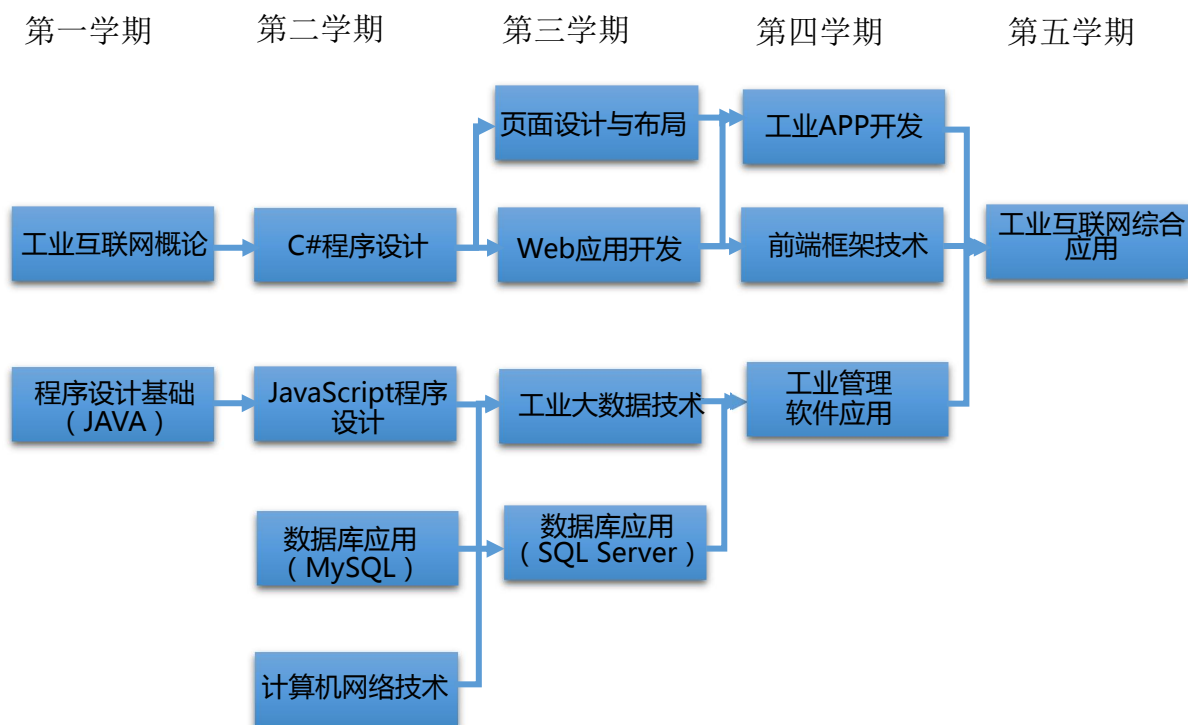 第一学期
第二学期
第三学期
第四学期
第五学期
页面设计与布局
工业APP开发
工业互联网概论
C#程序设计
Web应用开发
前端框架技术
工业互联网综合
应用
程序设计基础
（JAVA）
JavaScript程序
设计
工业大数据技术
工业管理
软件应用
数据库应用
（MySQL）
数据库应用
（SQL Server）
计算机网络技术